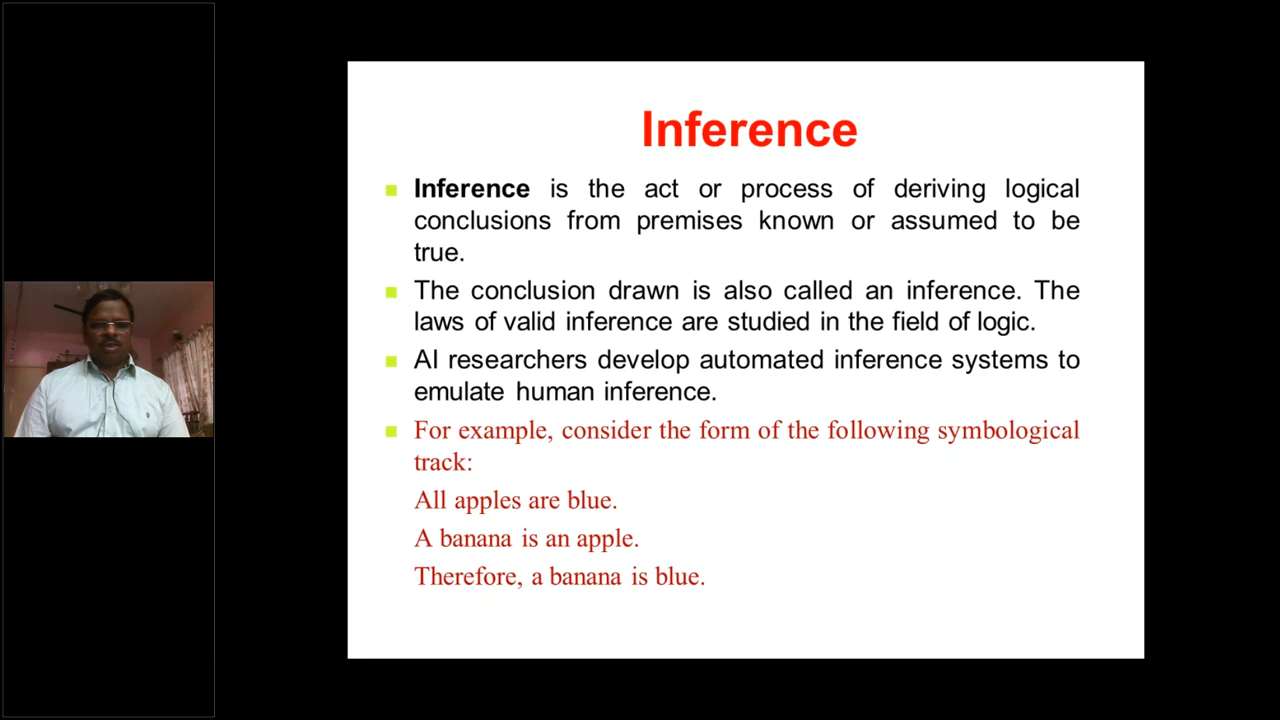 Inference
Inference is the act or process of deriving logical
conclusions from premises known or assumed to be
true.
The conclusion drawn is also called an inference. The
laws of valid inference are studied in the field of logic.
AI researchers develop automated inference systems to
emulate human inference.
For example, consider the form of the following symbological
track:
All apples are blue.
A banana is an apple.
Therefore, a banana is blue.